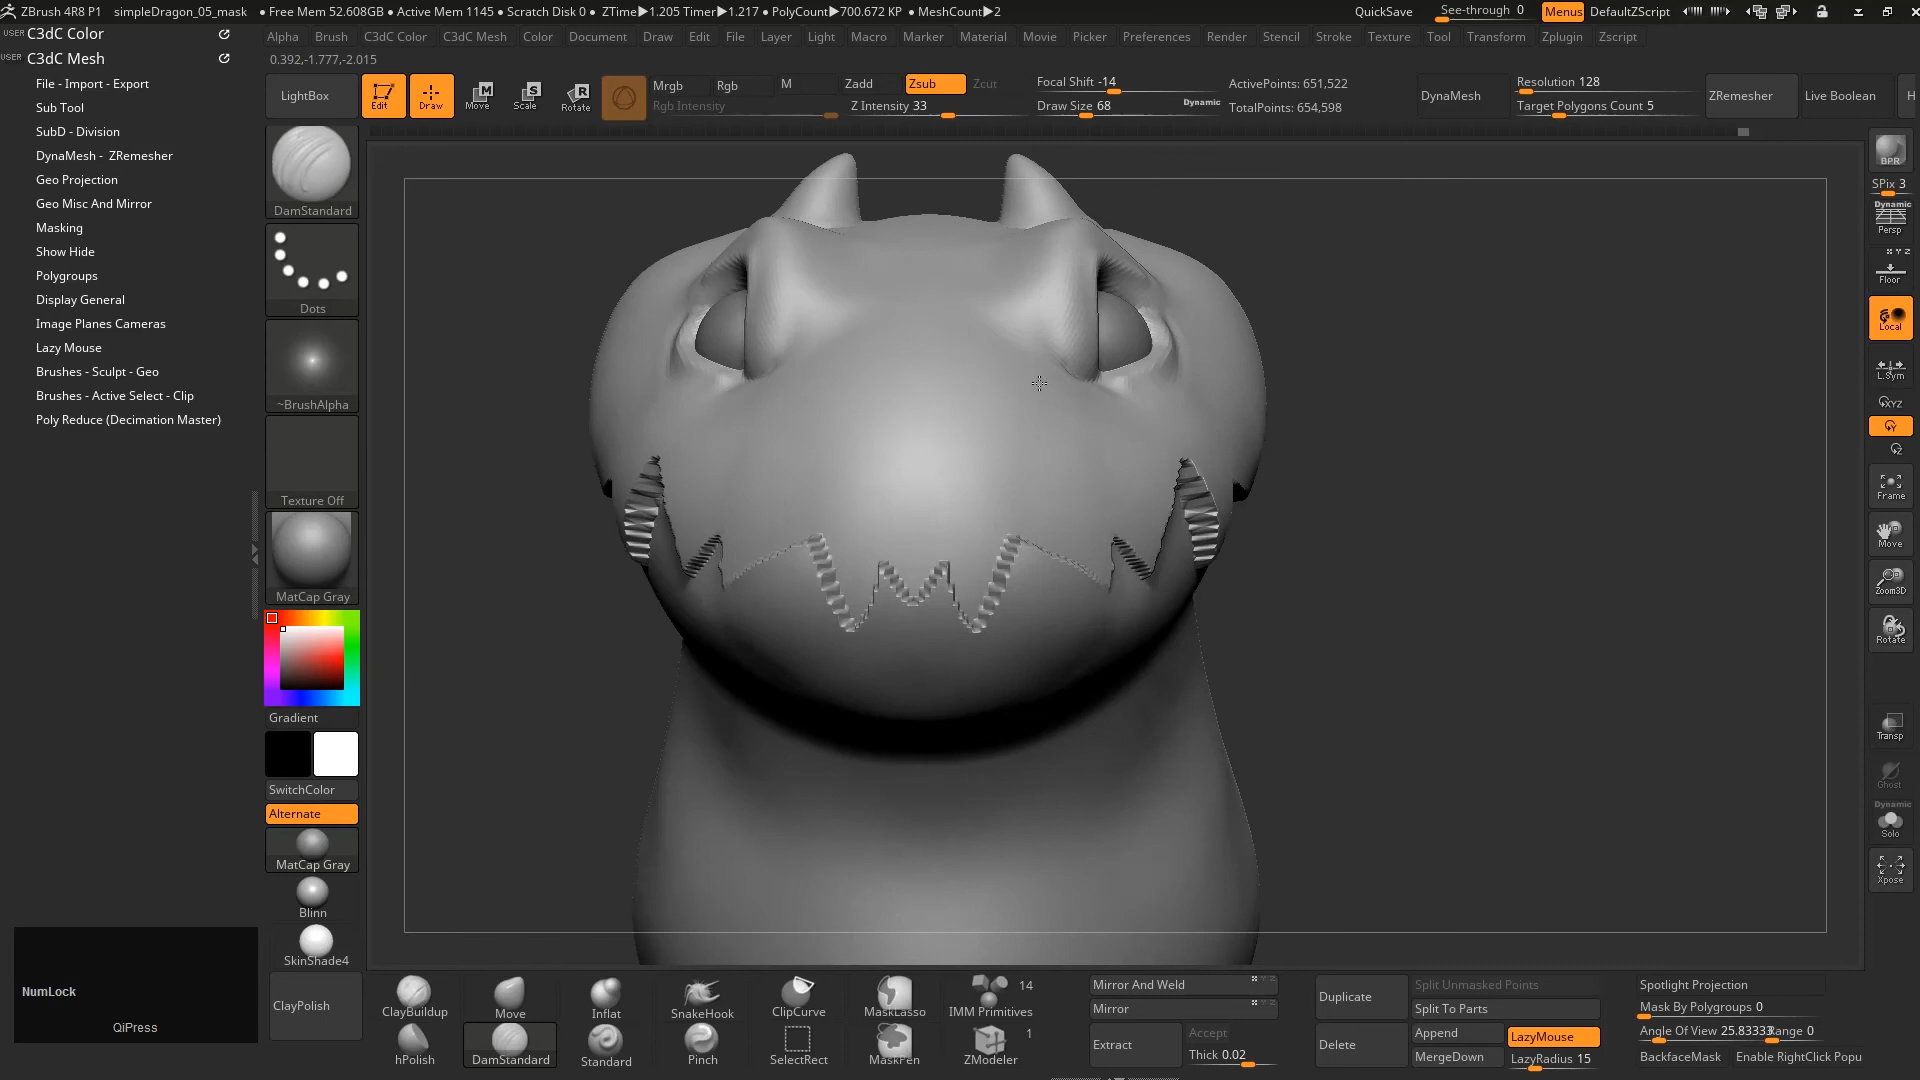 ZBrush 4R8 P1 simpleDragon_05_mask • Free Mem 52.608GB • Active Mem 1145 • Scratch Disk 0 • ZTime▶1.205 Timer▶1.217 • PolyCount▶700.672 KP • MeshCount▶2 QuickSave See-through 0 Menus DefaultZScript
USER C3dC Color
Alpha Brush C3dC Color C3dC Mesh Color Document Draw Edit File Layer Light Macro Marker Material Movie Picker Preferences Render Stencil Stroke Texture Tool Transform Zplugin Zscript
USER C3dC Mesh
0.392,-1.777,-2.015
File - Import - Export
Sub Tool
SubD - Division
DynaMesh - ZRemesher
Geo Projection
Geo Misc And Mirror
Masking
Show Hide
Polygroups
Display General
Image Planes Cameras
Lazy Mouse
Brushes - Sculpt - Geo
Brushes - Active Select - Clip
Poly Reduce (Decimation Master)
LightBox
Edit
Draw
Move
Scale
Rotate
Mrgb Rgb M
Rgb Intensity
Zadd Zsub Zcut
Z Intensity 33
Focal Shift -14
Draw Size 68 Dynamic
ActivePoints: 651,522
TotalPoints: 654,598
DynaMesh
Resolution 128
Target Polygons Count 5
ZRemesher
Live Boolean
H
DamStandard
Dots
~BrushAlpha
Texture Off
MatCap Gray
Gradient
SwitchColor
Alternate
MatCap Gray
Blinn
SkinShade4
ClayPolish
BPR
SPix 3
Dynamic
Persp
X Y Z
Floor
Local
L.Sym
XYZ
Y
Z
Frame
Move
Zoom3D
Rotate
Transp
Ghost
Dynamic
Solo
Xpose
NumLock
QiPress
ClayBuildup Move Inflat SnakeHook ClipCurve MaskLasso IMM Primitives 14
hPolish DamStandard Standard Pinch SelectRect MaskPen ZModeler 1
Mirror And Weld
Mirror
Extract
Accept
Thick 0.02
Duplicate
Delete
Split Unmasked Points
Split To Parts
Append
LazyMouse
MergeDown
LazyRadius 15
Spotlight Projection
Mask By Polygroups 0
Angle Of View 25.83333 Range 0
BackfaceMask
Enable RightClick Popu